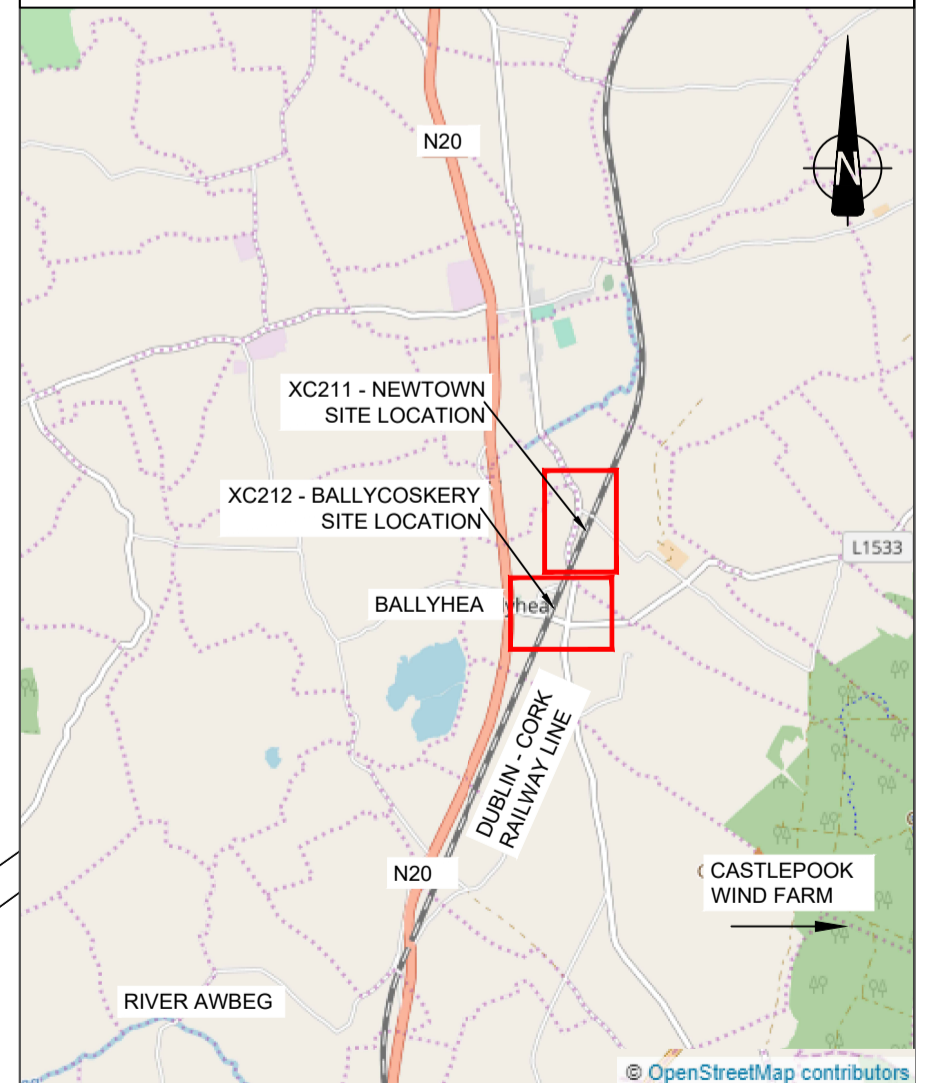 N20
N
XC211 - NEWTOWN
SITE LOCATION
XC212 - BALLYCOSKERY
SITE LOCATION
L1533
BALLYHEA
yhea
DUBLIN - CORK
RAILWAY LINE
N20
CASTLEPOOK
WIND FARM
RIVER AWBEG
© OpenStreetMap contributors